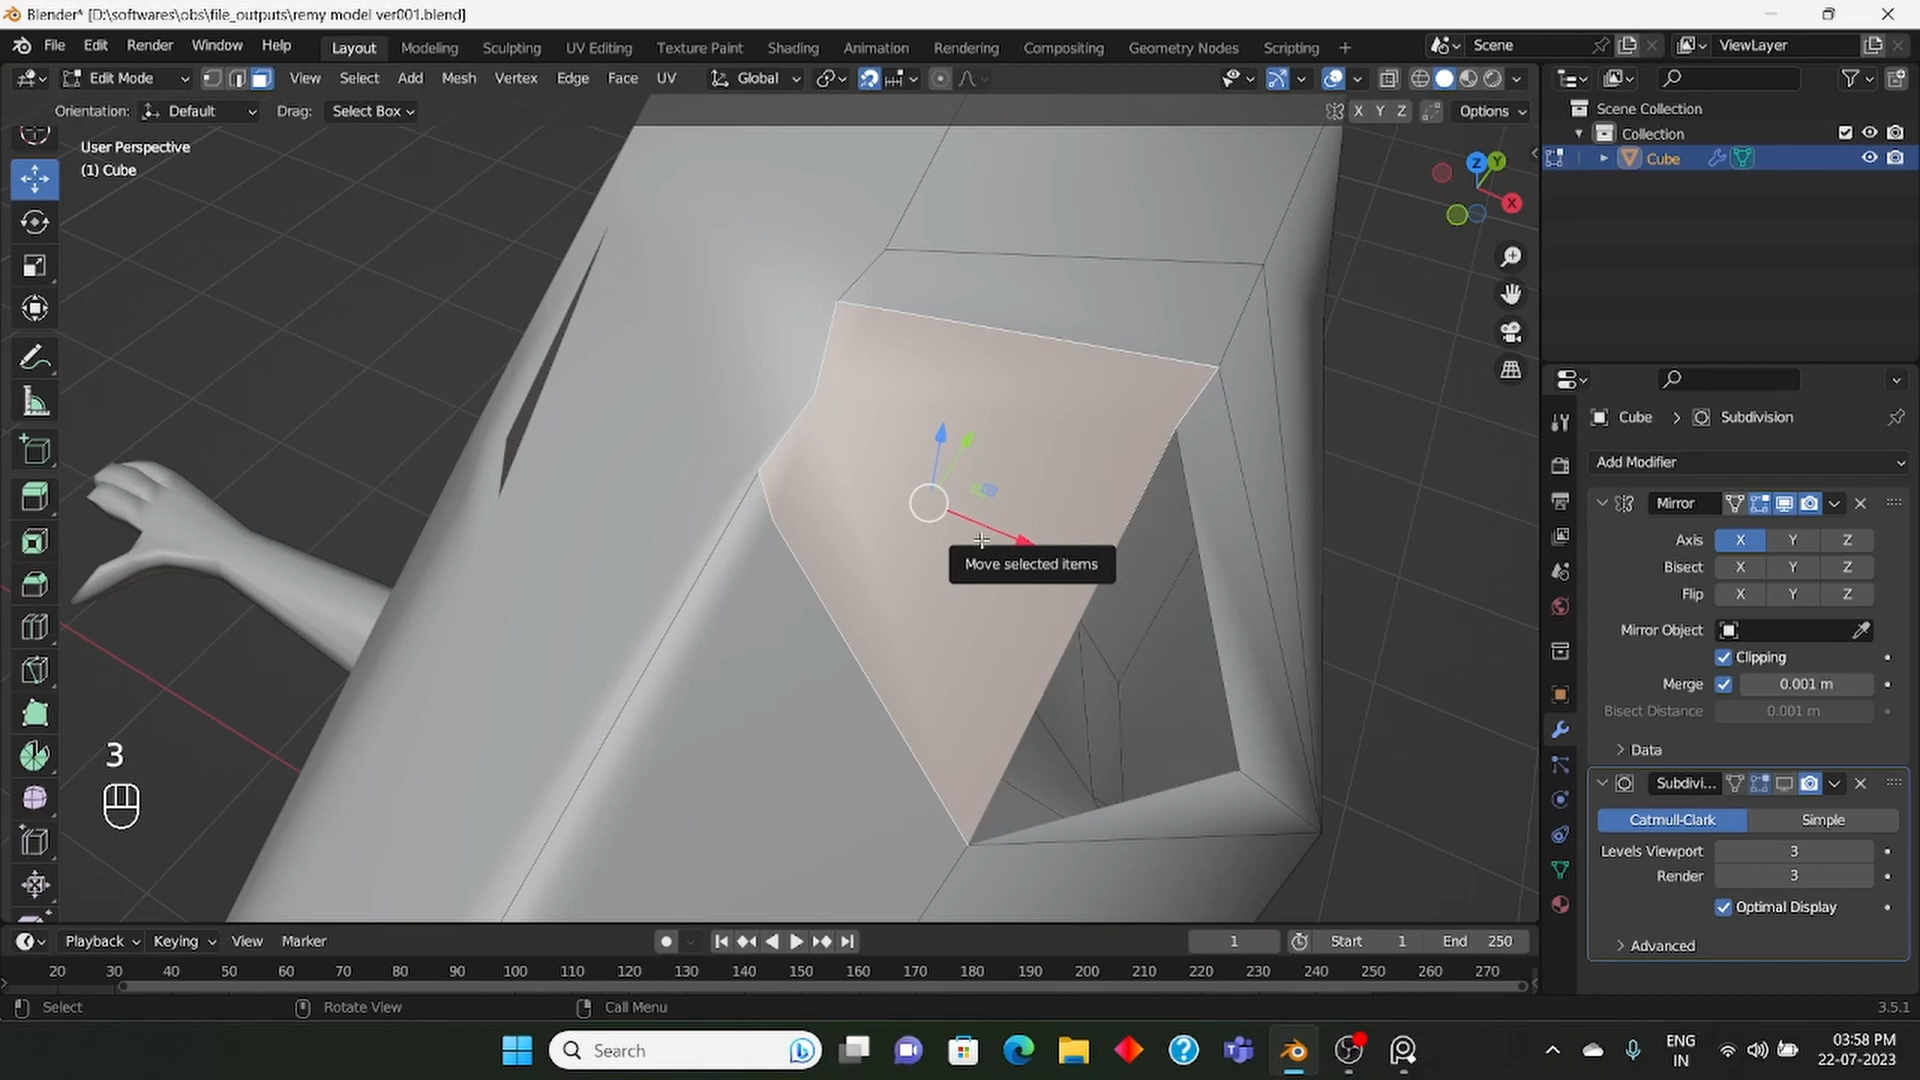 Blender* [D:\softwares\obs\file_outputs\remy model ver001.blend]
File Edit Render Window Help Layout Modeling Sculpting UV Editing Texture Paint Shading Animation Rendering Compositing Geometry Nodes Scripting + Scene ViewLayer
Edit Mode View Select Add Mesh Vertex Edge Face UV Global
Orientation: Default Drag: Select Box X Y Z Options
User Perspective
(1) Cube
Z Y X
Move selected items
3
Scene Collection
Collection
Cube
Cube > Subdivision
Add Modifier
Mirror
Axis X Y Z
Bisect X Y Z
Flip X Y Z
Mirror Object
Clipping
Merge 0.001 m
Bisect Distance 0.001 m
Data
Subdivi...
Catmull-Clark Simple
Levels Viewport 3
Render 3
Optimal Display
Advanced
Playback Keying View Marker 1 Start 1 End 250
20 30 40 50 60 70 80 90 100 110 120 130 140 150 160 170 180 190 200 210 220 230 240 250 260 270
Select Rotate View Call Menu 3.5.1
Search ENG IN 03:58 PM 22-07-2023